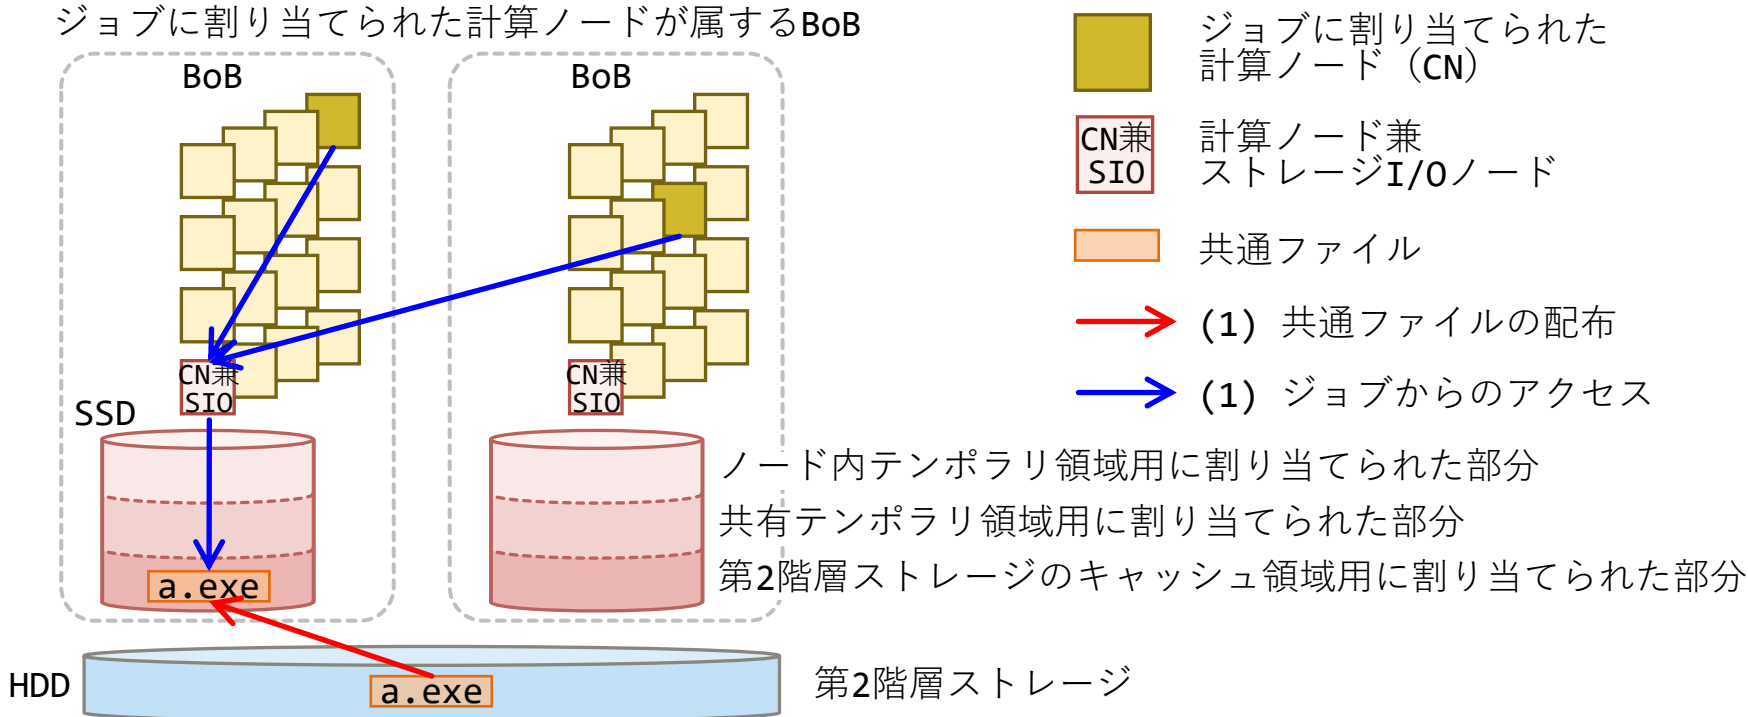 ジョブに割り当てられた計算ノードが属するBoB
BoB
BoB
CN兼
SIO
CN兼
SIO
SSD
a.exe
ノード内テンポラリ領域用に割り当てられた部分
共有テンポラリ領域用に割り当てられた部分
第2階層ストレージのキャッシュ領域用に割り当てられた部分
HDD
a.exe
第2階層ストレージ
ジョブに割り当てられた
計算ノード（CN）
CN兼
SIO
計算ノード兼
ストレージI/Oノード
共通ファイル
(1) 共通ファイルの配布
(1) ジョブからのアクセス